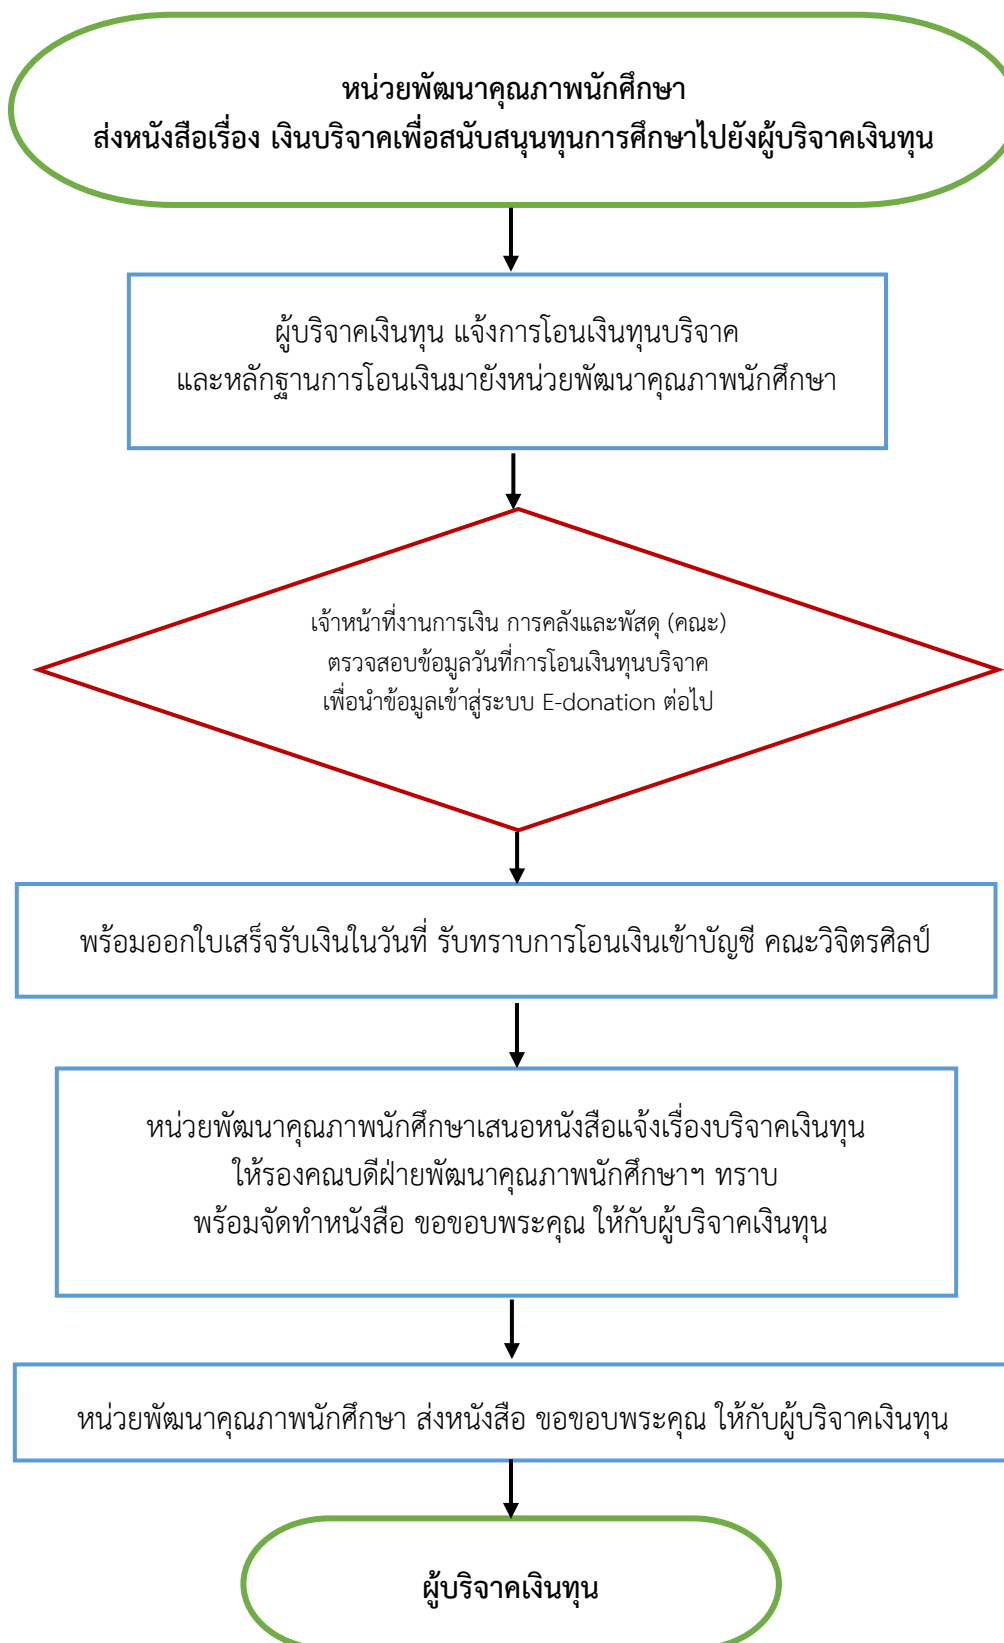 หน่วยพัฒนาคุณภาพนักศึกษา
ส่งหนังสือเรื่อง เงินบริจาคเพื่อสนับสนุนทุนการศึกษาไปยังผู้บริจาคเงินทุน
ผู้บริจาคเงินทุน แจ้งการโอนเงินทุนบริจาค
และหลักฐานการโอนเงินมายังหน่วยพัฒนาคุณภาพนักศึกษา
เจ้าหน้าที่งานการเงิน การคลังและพัสดุ (คณะ)
ตรวจสอบข้อมูลวันที่การโอนเงินทุนบริจาค
เพื่อนำข้อมูลเข้าสู่ระบบ E-donation ต่อไป
พร้อมออกใบเสร็จรับเงินในวันที่ รับทราบการโอนเงินเข้าบัญชี คณะวิจิตรศิลป์
หน่วยพัฒนาคุณภาพนักศึกษาเสนอหนังสือแจ้งเรื่องบริจาคเงินทุน
ให้รองคณบดีฝ่ายพัฒนาคุณภาพนักศึกษาฯ ทราบ
พร้อมจัดทำหนังสือ ขอขอบพระคุณ ให้กับผู้บริจาคเงินทุน
หน่วยพัฒนาคุณภาพนักศึกษา ส่งหนังสือ ขอขอบพระคุณ ให้กับผู้บริจาคเงินทุน
ผู้บริจาคเงินทุน